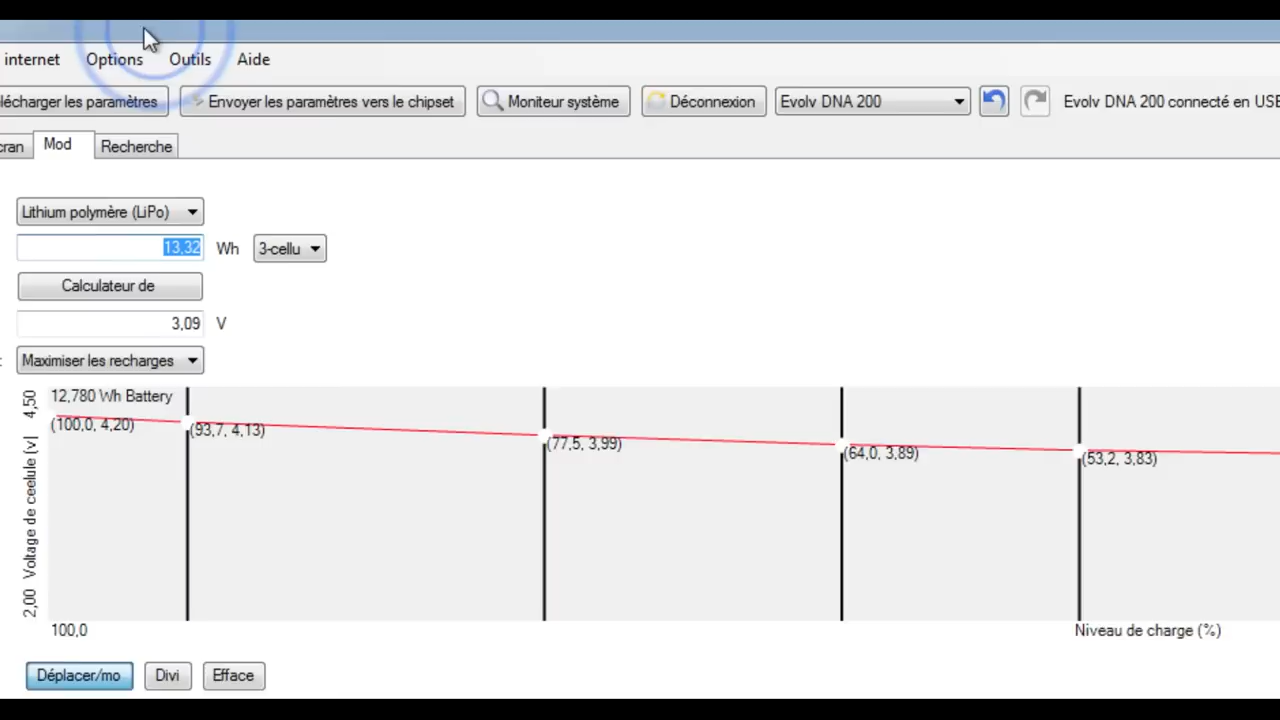 internet Options Outils Aide
lécharger les paramètres Envoyer les paramètres vers le chipset Moniteur système Déconnexion Evolv DNA 200 Evolv DNA 200 connecté en USE
cran Mod Recherche
Lithium polymère (LiPo)
13,32 Wh 3-cellu
Calculateur de
3,09 V
: Maximiser les recharges
4,50 12,780 Wh Battery
(100,0, 4,20) (93,7, 4,13) (77,5, 3,99) (64,0, 3,89) (53,2, 3,83)
Voltage de ceelule (v)
2,00
100,0 Niveau de charge (%)
Déplacer/mo Divi Efface